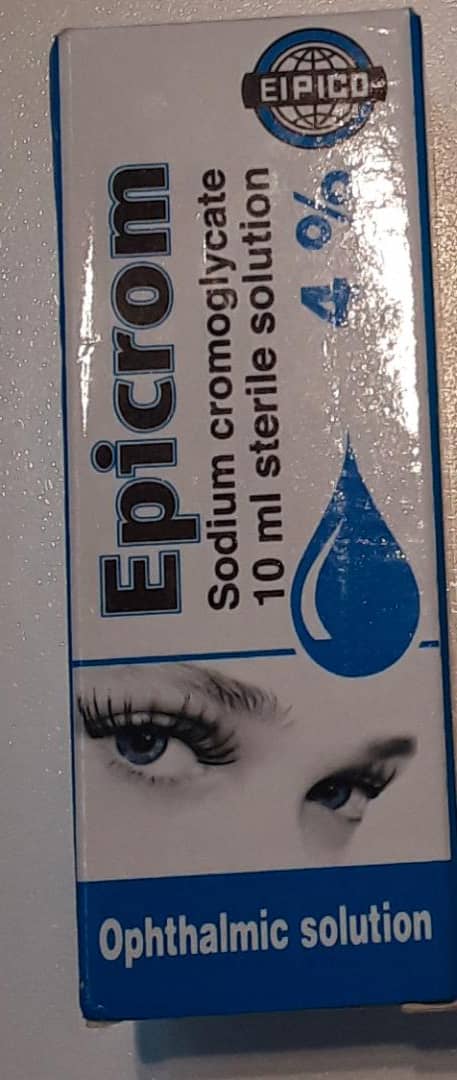 EIPICO
Epicrom
Sodium cromoglycate
10 ml sterile solution
4 %
Ophthalmic solution